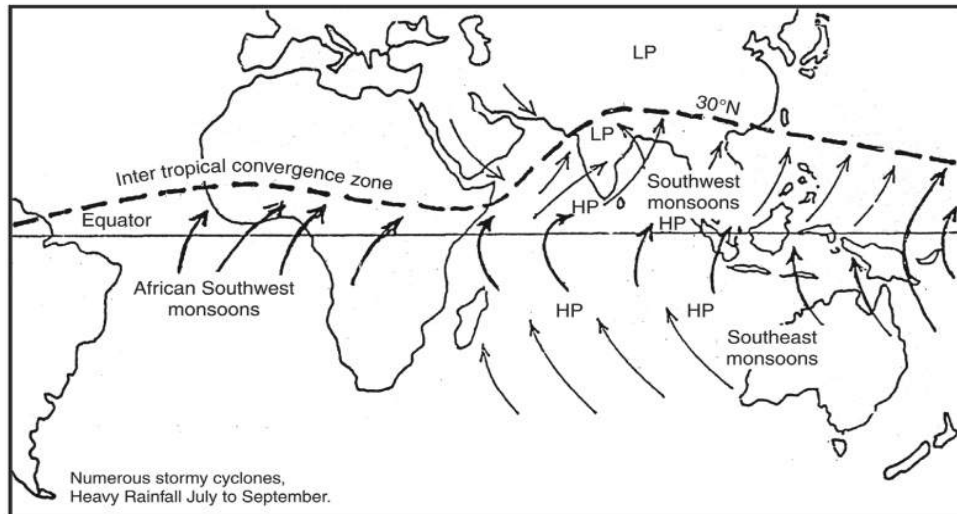 LP
30°N
LP
Inter tropical convergence zone
Equator
Southwest
monsoons
HP
HP
African Southwest
monsoons
HP
HP
Southeast
monsoons
Numerous stormy cyclones,
Heavy Rainfall July to September.